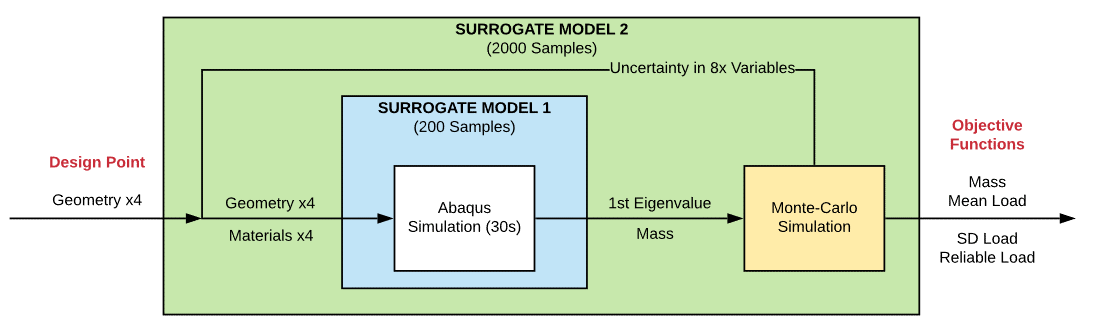 SURROGATE MODEL 2
(2000 Samples)
Uncertainty in 8x Variables
SURROGATE MODEL 1
(200 Samples)
Design Point
Geometry x4
Geometry x4
Materials x4
Abaqus
Simulation (30s)
1st Eigenvalue
Mass
Monte-Carlo
Simulation
Objective
Functions
Mass
Mean Load
SD Load
Reliable Load